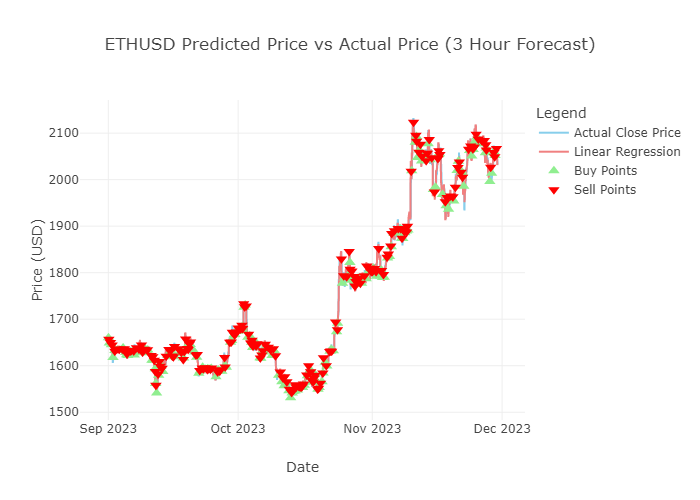 ETHUSD Predicted Price vs Actual Price (3 Hour Forecast)
Legend
Actual Close Price
Linear Regression
Buy Points
Sell Points
Price (USD)
2100
2000
1900
1800
1700
1600
1500
Sep 2023
Oct 2023
Nov 2023
Dec 2023
Date